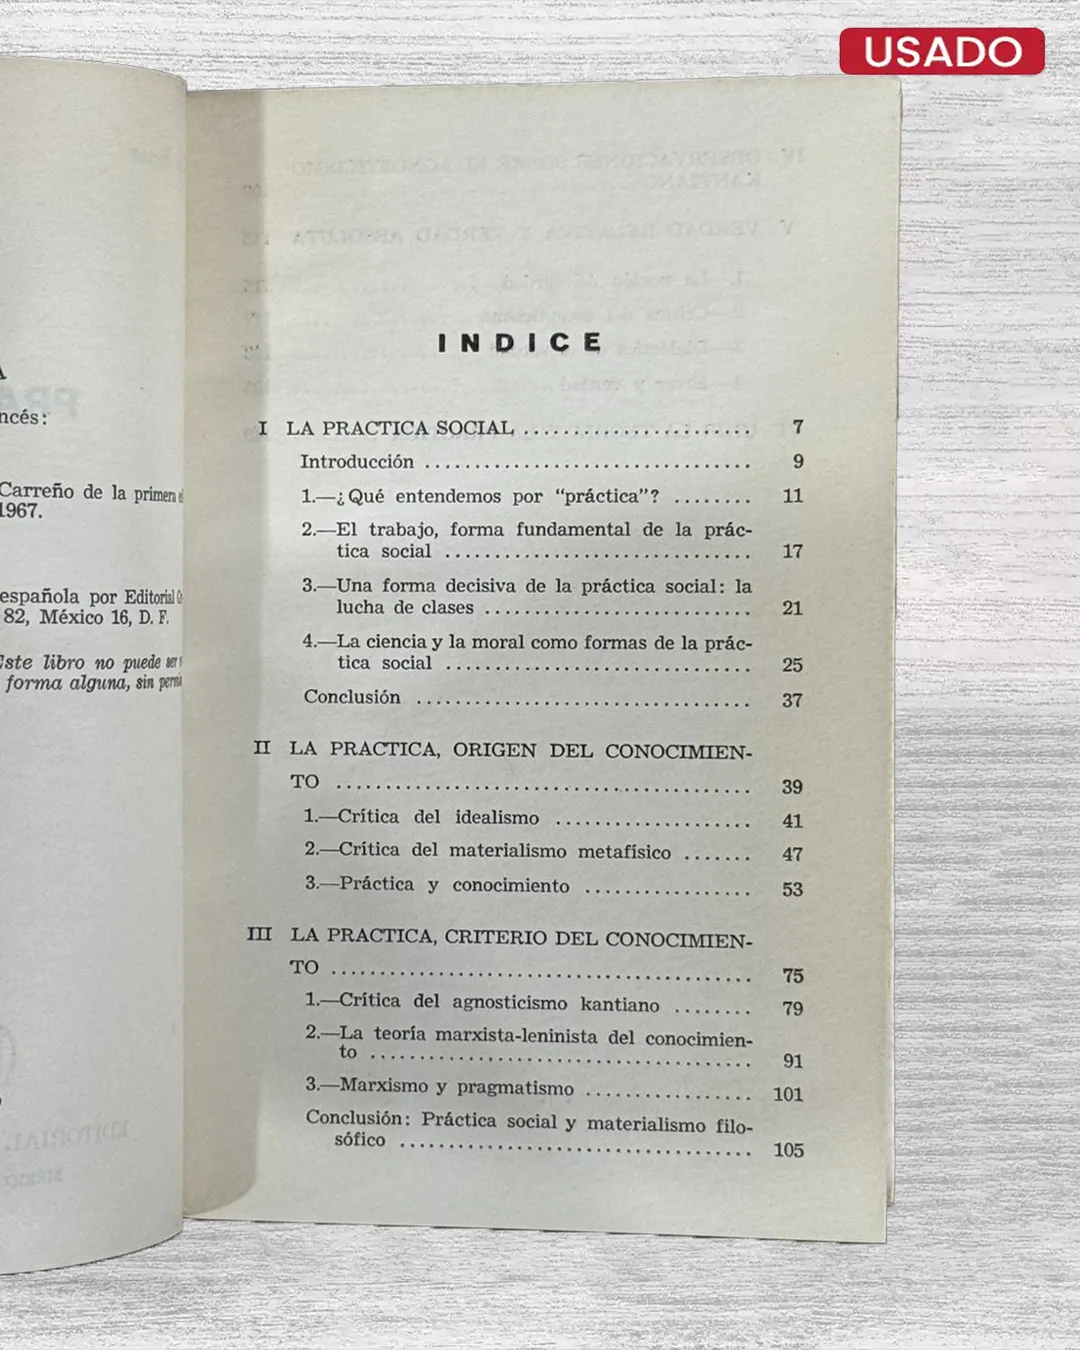 USADO
ncés:
Carreño de la primera
1967.
española por Editorial
82, México 16, D. F.
Este libro no puede ser
forma alguna, sin
INDICE
I LA PRACTICA SOCIAL ....................... 7
Introducción ................................. 9
1.—¿Qué entendemos por “práctica”? ........ 11
2.—El trabajo, forma fundamental de la prác-
tica social ............................... 17
3.—Una forma decisiva de la práctica social: la
lucha de clases ........................... 21
4.—La ciencia y la moral como formas de la prác-
tica social ............................... 25
Conclusión .................................. 37
II LA PRACTICA, ORIGEN DEL CONOCIMIEN-
TO .......................................... 39
1.—Crítica del idealismo .................... 41
2.—Crítica del materialismo metafísico ....... 47
3.—Práctica y conocimiento ................. 53
III LA PRACTICA, CRITERIO DEL CONOCIMIEN-
TO ........................................... 75
1.—Crítica del agnosticismo kantiano ........ 79
2.—La teoría marxista-leninista del conocimien-
to ....................................... 91
3.—Marxismo y pragmatismo ................. 101
Conclusión: Práctica social y materialismo filo-
sófico .................................... 105